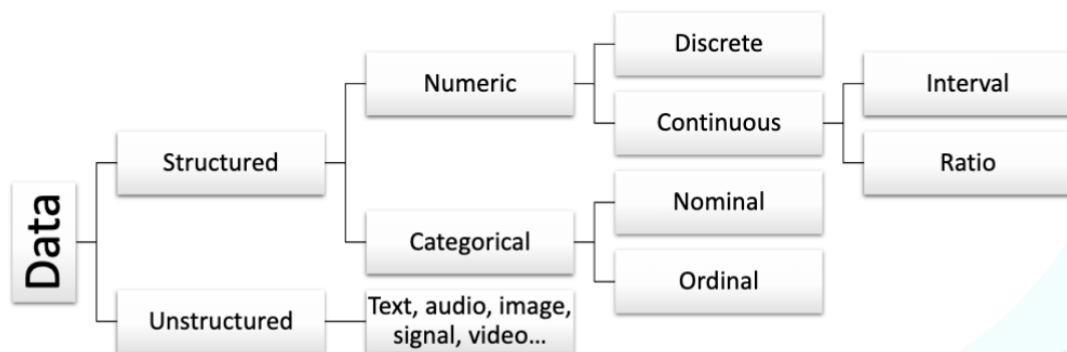 Data
Structured
Numeric
Discrete
Continuous
Interval
Ratio
Categorical
Nominal
Ordinal
Unstructured
Text, audio, image,
signal, video...